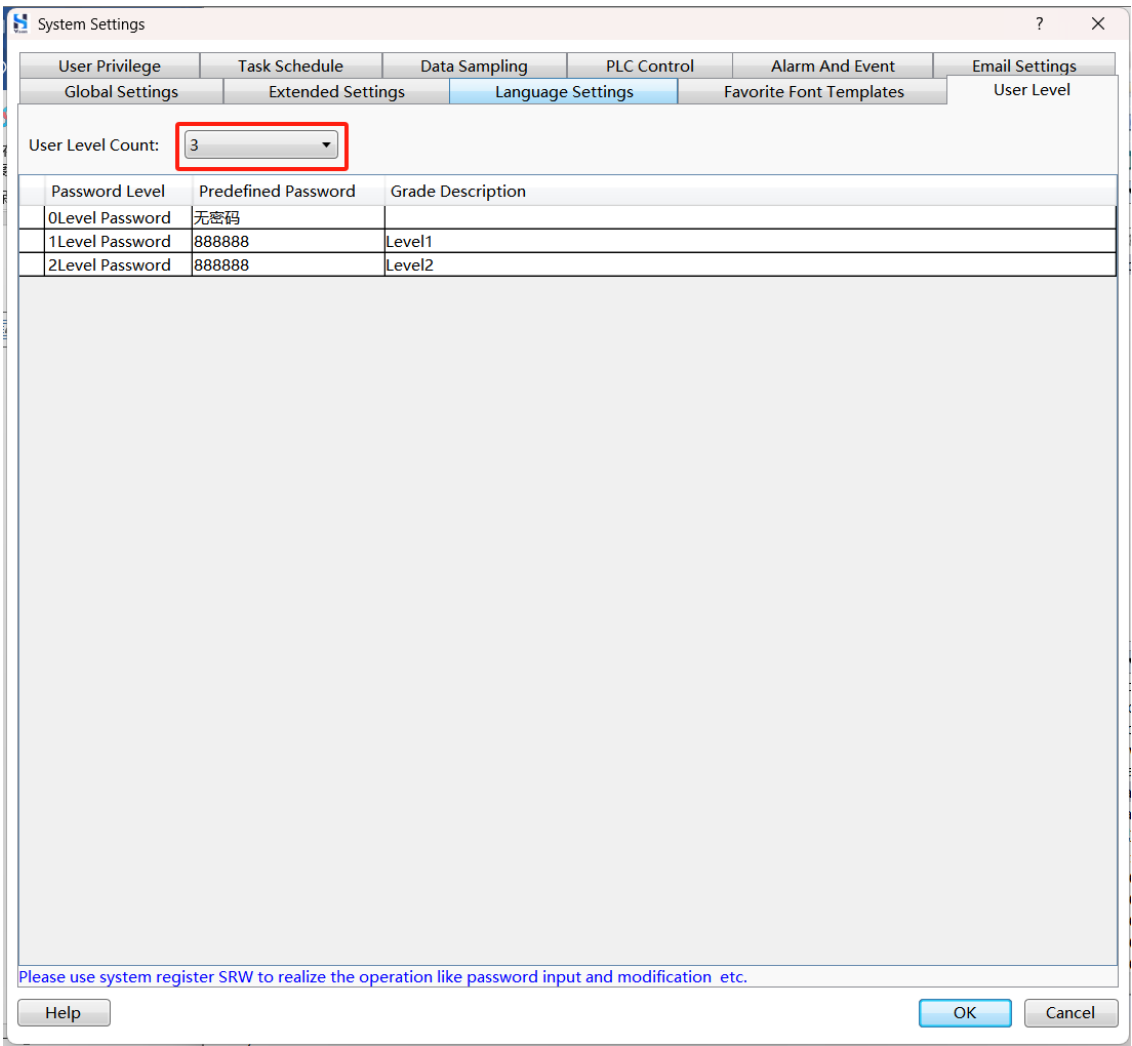 System Settings ? ×
User Privilege Task Schedule Data Sampling PLC Control Alarm And Event Email Settings
Global Settings Extended Settings Language Settings Favorite Font Templates User Level
User Level Count: 3
Password Level Predefined Password Grade Description
0Level Password 无密码
1Level Password 888888 Level1
2Level Password 888888 Level2
Please use system register SRW to realize the operation like password input and modification etc.
Help OK Cancel